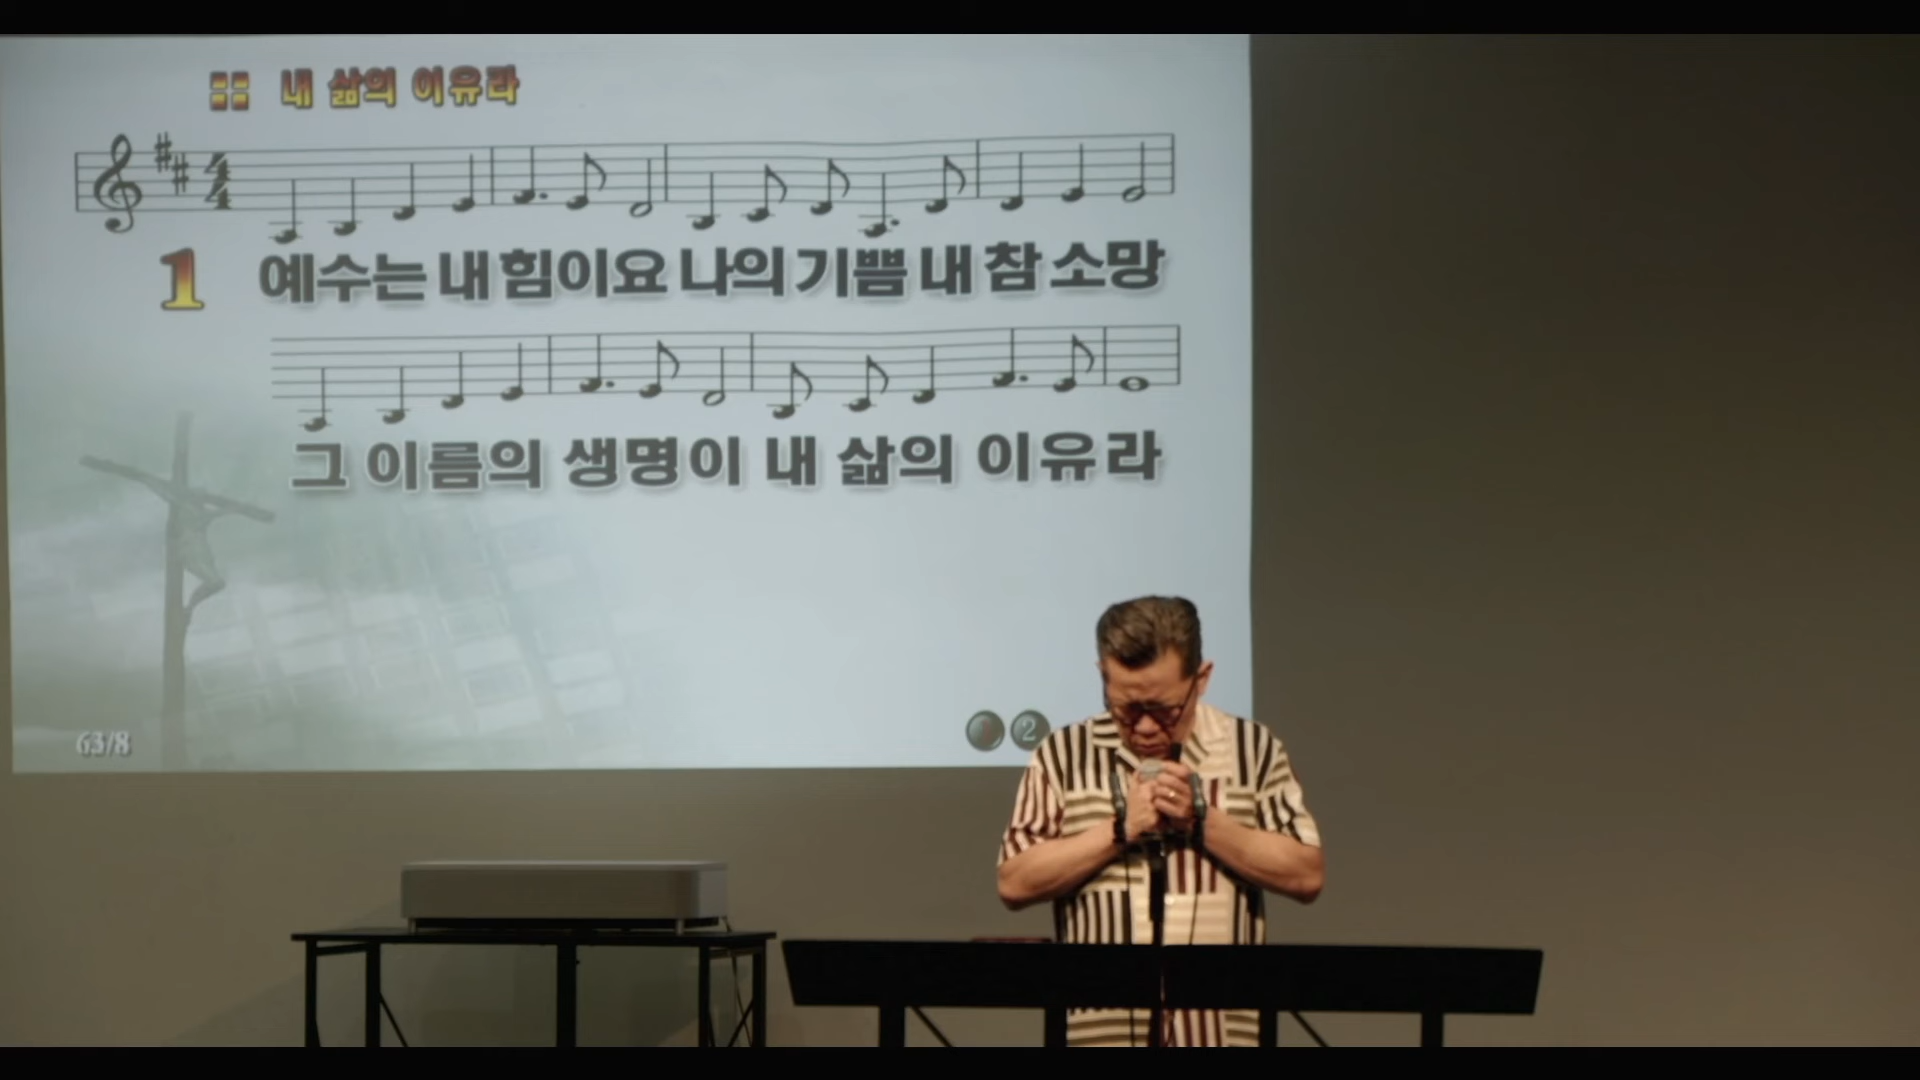 내 삶의 이유라
4
4
1 예수는 내 힘이요 나의 기쁨 내 참 소망
그 이름의 생명이 내 삶의 이유라
63/8
2